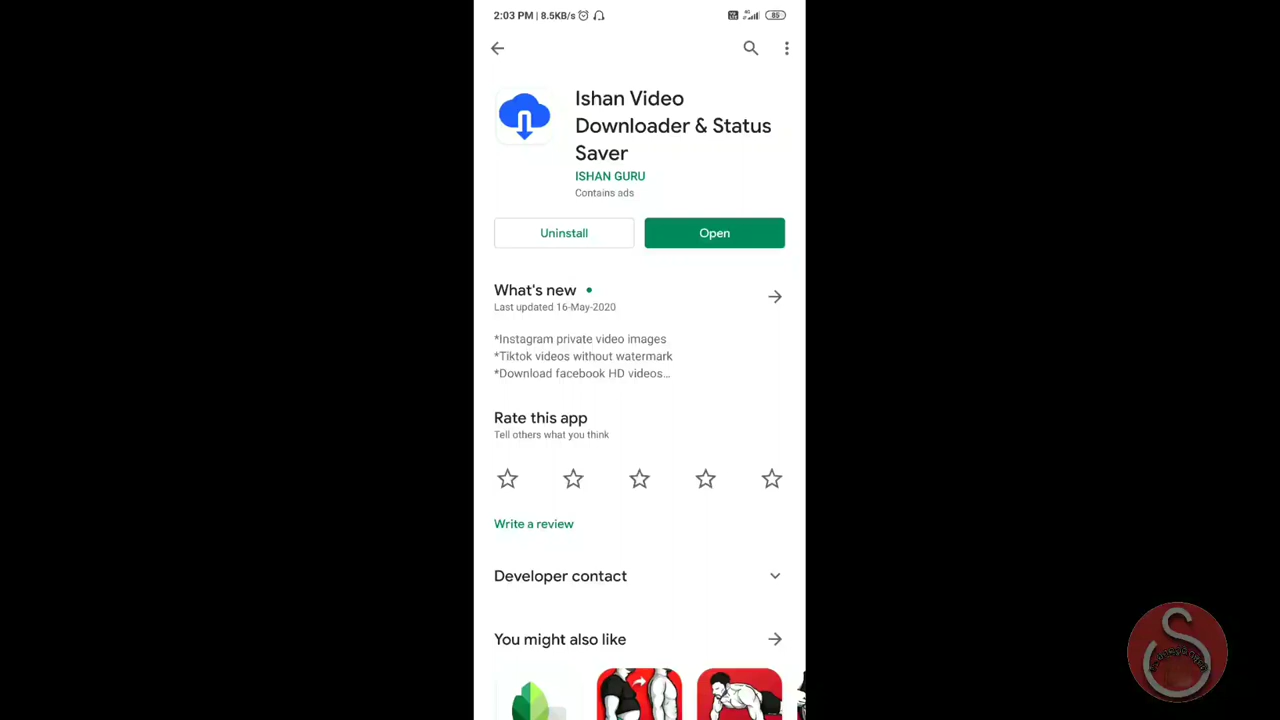 2:03 PM | 8.5KB/s
4G
85
Ishan Video
Downloader & Status
Saver
ISHAN GURU
Contains ads
Uninstall
Open
What's new
Last updated 16-May-2020
*Instagram private video images
*Tiktok videos without watermark
*Download facebook HD videos…
Rate this app
Tell others what you think
Write a review
Developer contact
You might also like